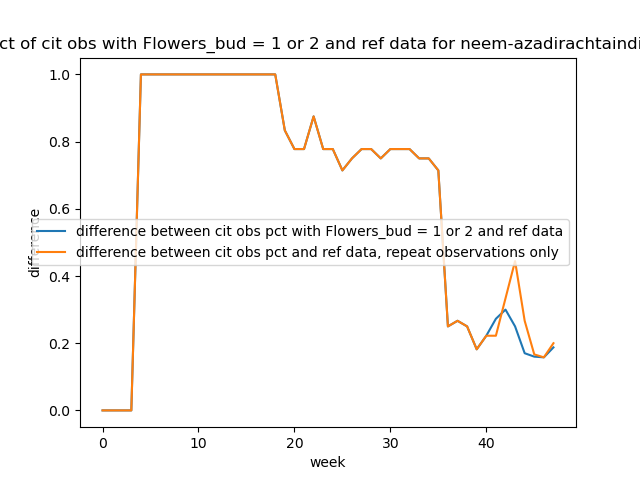 ct of cit obs with Flowers_bud = 1 or 2 and ref data for neem-azadirachtaindi
1.0
0.8
0.6
0.4
0.2
0.0
difference
difference between cit obs pct with Flowers_bud = 1 or 2 and ref data
difference between cit obs pct and ref data, repeat observations only
0 10 20 30 40
week